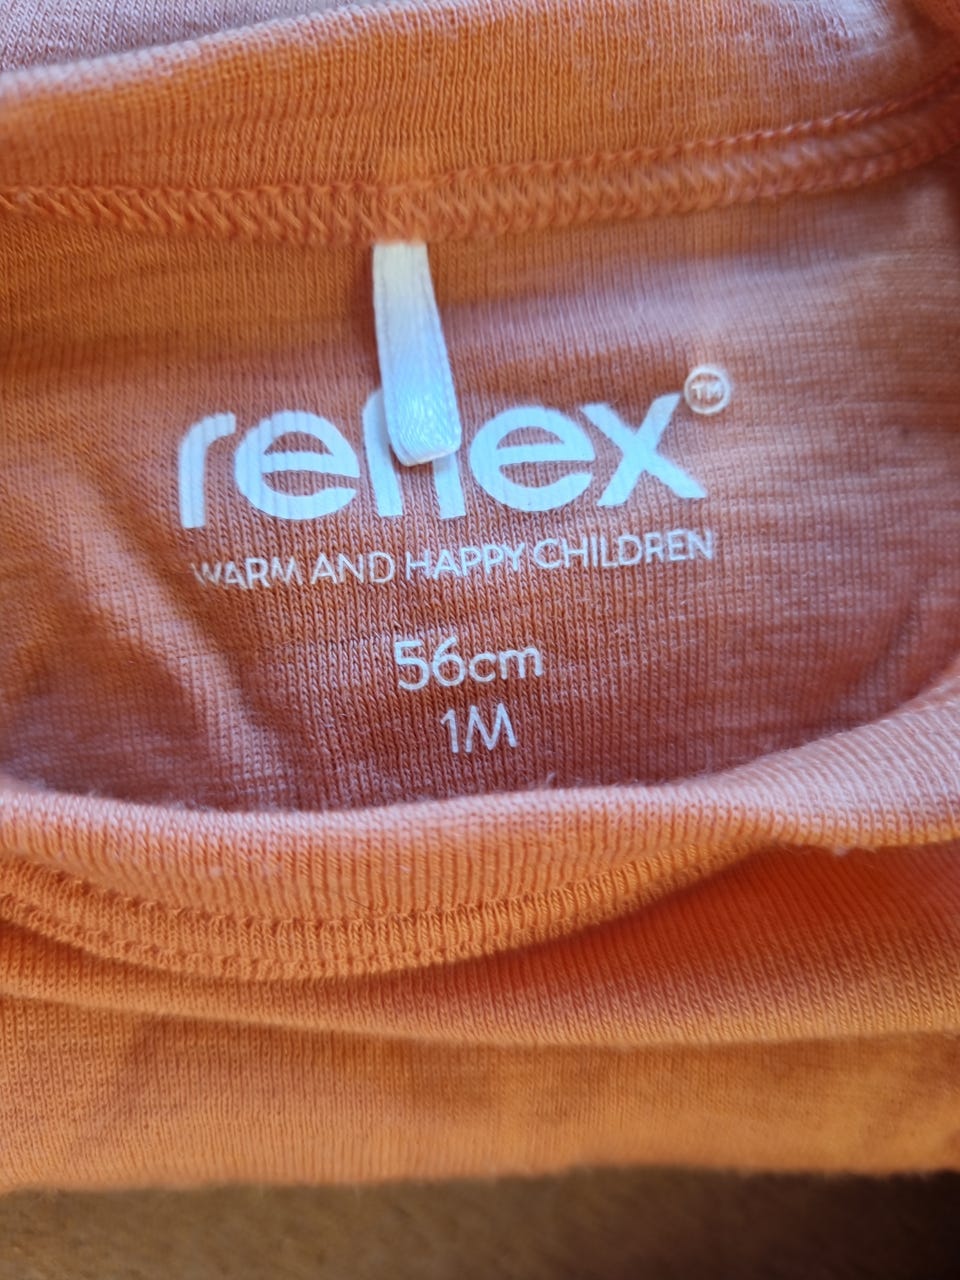 reflex™
WARM AND HAPPY CHILDREN
56cm
1M